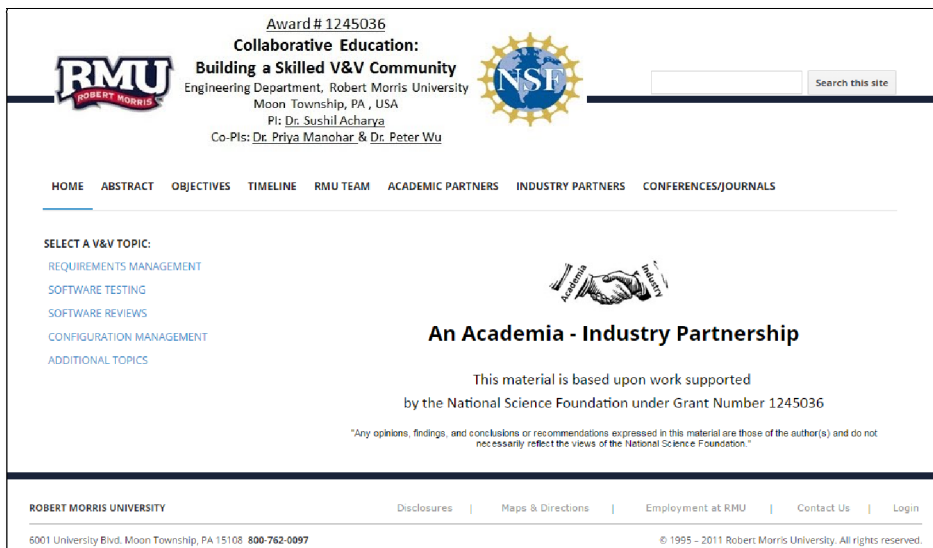 Award # 1245036
Collaborative Education:
Building a Skilled V&V Community
Engineering Department, Robert Morris University
Moon Township, PA , USA
PI: Dr. Sushil Acharya
Co-PIs: Dr. Priya Manohar & Dr. Peter Wu
RMU
ROBERT MORRIS
NSF
Search this site
HOME ABSTRACT OBJECTIVES TIMELINE RMU TEAM ACADEMIC PARTNERS INDUSTRY PARTNERS CONFERENCES/JOURNALS
SELECT A V&V TOPIC:
REQUIREMENTS MANAGEMENT
SOFTWARE TESTING
SOFTWARE REVIEWS
CONFIGURATION MANAGEMENT
ADDITIONAL TOPICS
Academia Industry
An Academia - Industry Partnership
This material is based upon work supported
by the National Science Foundation under Grant Number 1245036
"Any opinions, findings, and conclusions or recommendations expressed in this material are those of the author(s) and do not
necessarily reflect the views of the National Science Foundation."
ROBERT MORRIS UNIVERSITY Disclosures | Maps & Directions | Employment at RMU | Contact Us | Login
6001 University Blvd. Moon Township, PA 15108 800-762-0097 © 1995 – 2011 Robert Morris University. All rights reserved.